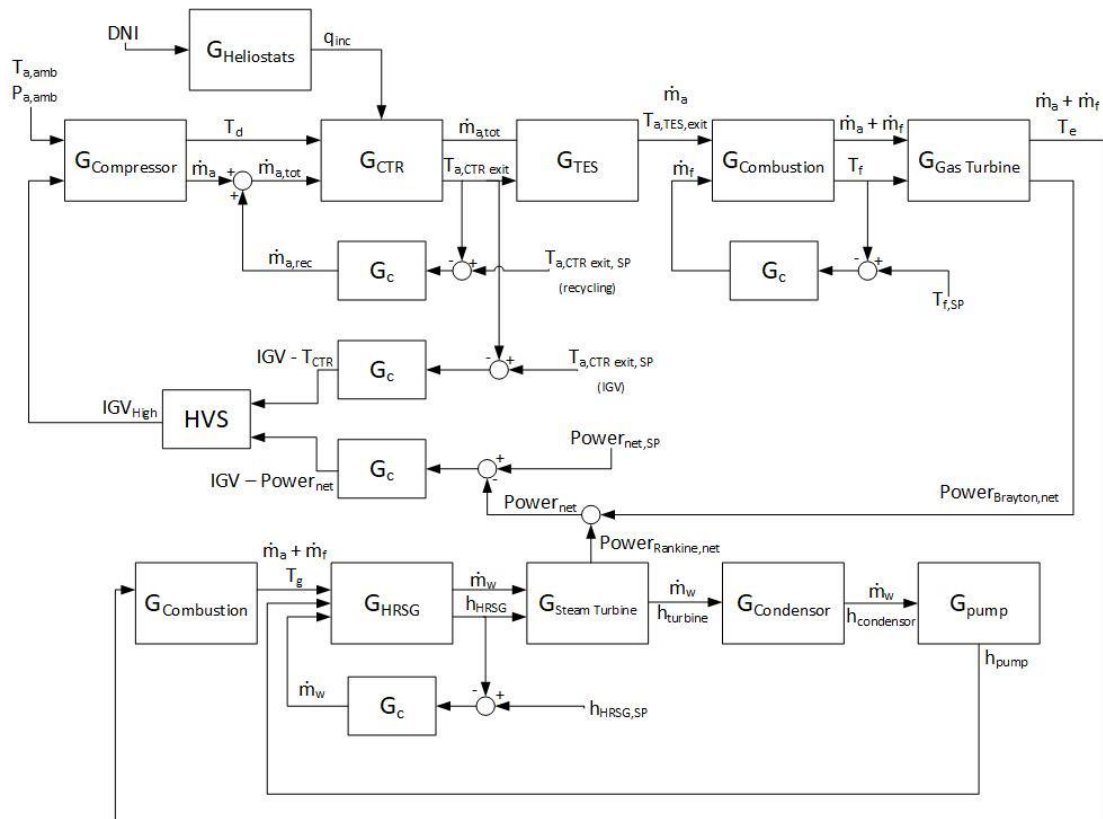 DNI
G_Heliostats
q_inc
T_a,amb
P_a,amb
G_Compressor
T_d
ṁ_a
+
+
ṁ_a,tot
G_CTR
ṁ_a,tot
T_a,CTR exit
G_TES
ṁ_a
T_a,TES,exit
ṁ_f
G_Combustion
ṁ_a + ṁ_f
T_f
G_Gas Turbine
ṁ_a + ṁ_f
T_e
ṁ_a,rec
G_c
-
+
T_a,CTR exit, SP
(recycling)
G_c
-
+
T_f,SP
IGV - T_CTR
G_c
-
+
T_a,CTR exit, SP
(IGV)
IGV_High
HVS
IGV – Power_net
G_c
+
-
Power_net,SP
Power_net
Power_Brayton,net
Power_Rankine,net
G_Combustion
ṁ_a + ṁ_f
T_g
G_HRSG
ṁ_w
h_HRSG
G_Steam Turbine
ṁ_w
h_turbine
G_Condensor
ṁ_w
h_condensor
G_pump
h_pump
ṁ_w
G_c
-
+
h_HRSG,SP